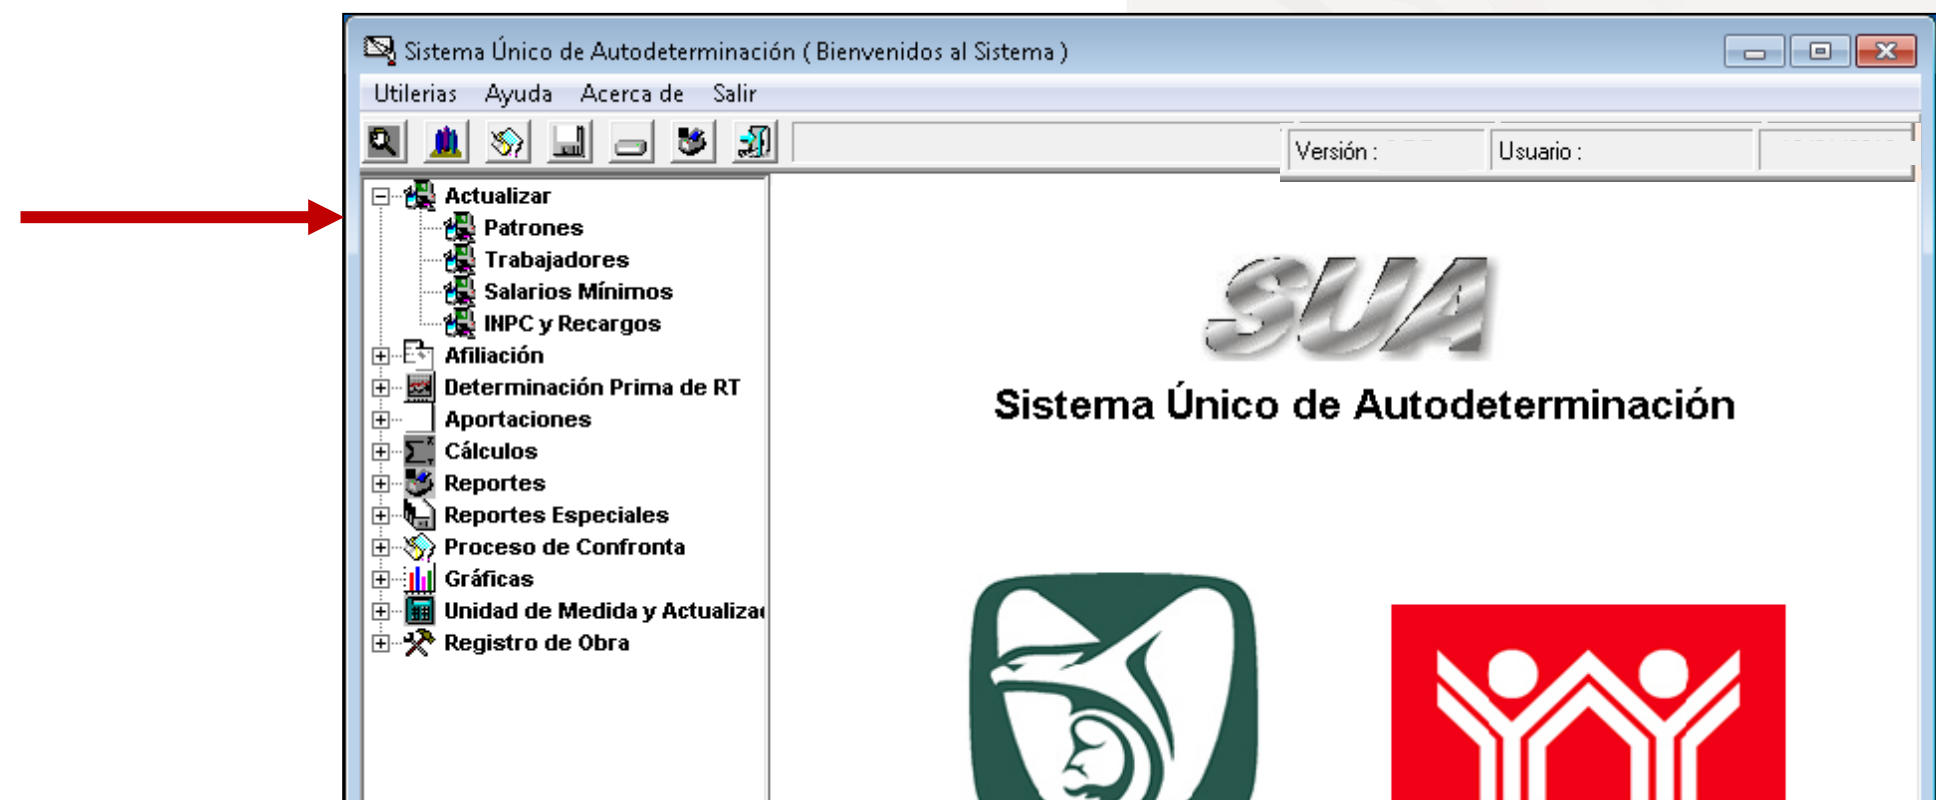 Sistema Único de Autodeterminación ( Bienvenidos al Sistema )
Utilerias Ayuda Acerca de Salir
Versión : Usuario :
Actualizar
Patrones
Trabajadores
Salarios Mínimos
INPC y Recargos
Afiliación
Determinación Prima de RT
Aportaciones
Cálculos
Reportes
Reportes Especiales
Proceso de Confronta
Gráficas
Unidad de Medida y Actualiza
Registro de Obra
SUA
Sistema Único de Autodeterminación